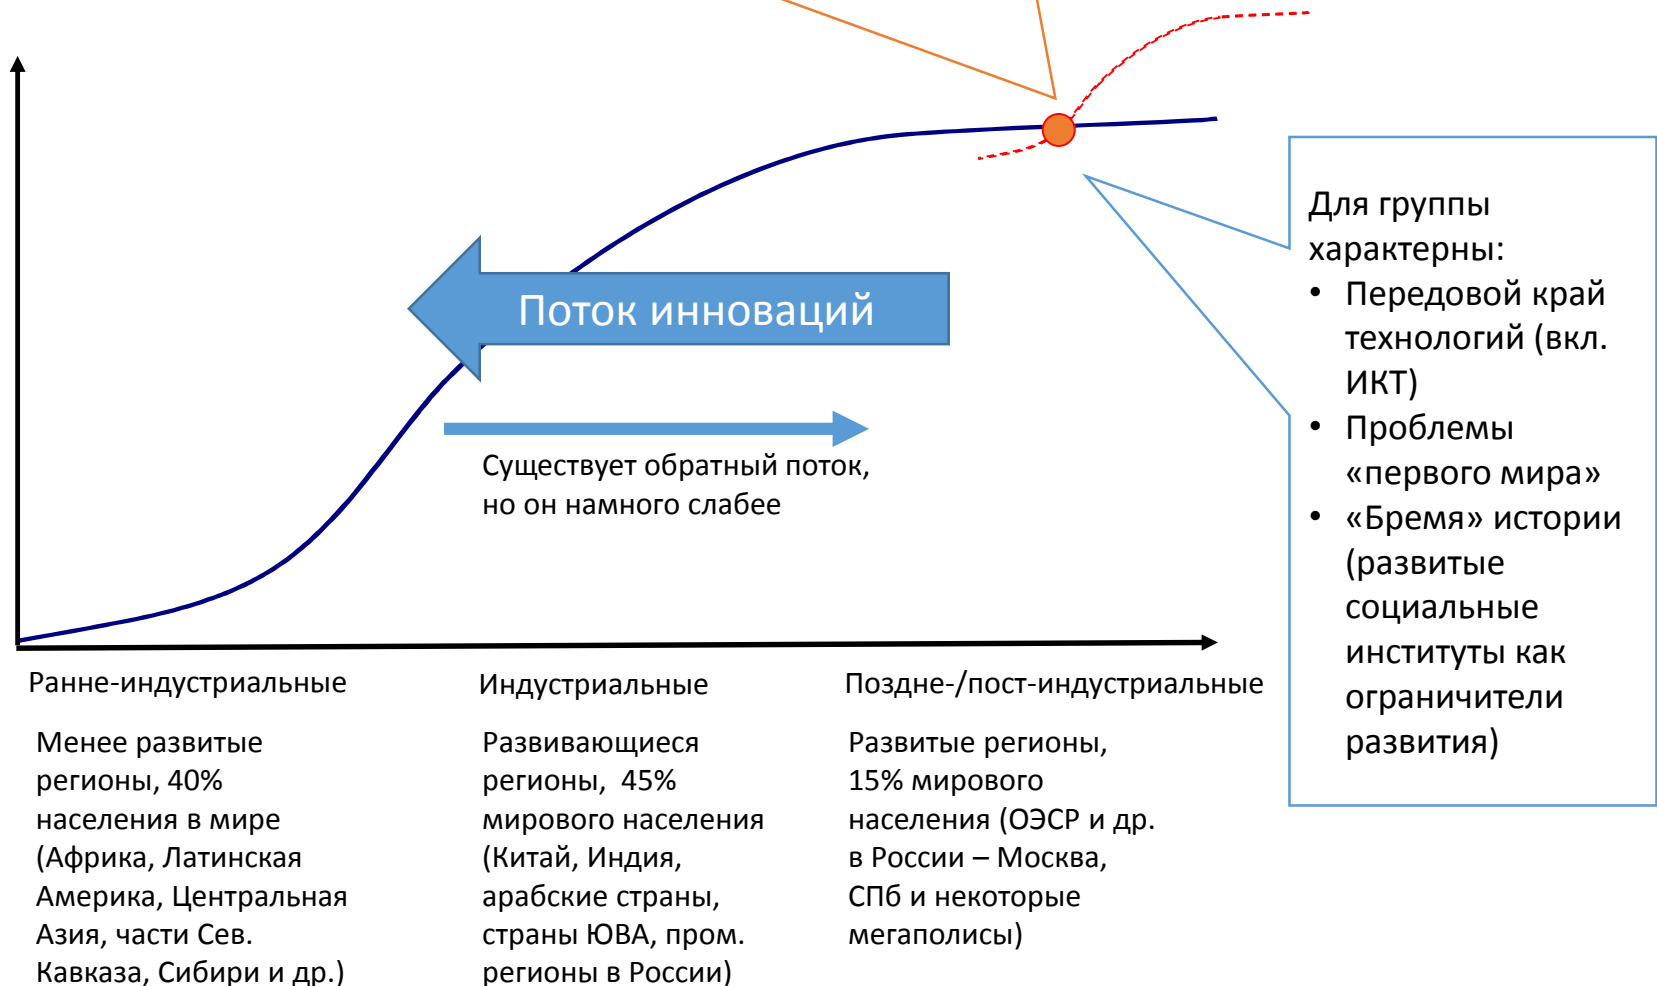 Поток инноваций
Существует обратный поток,
но он намного слабее
Для группы
характерны:
• Передовой край
технологий (вкл.
ИКТ)
• Проблемы
«первого мира»
• «Бремя» истории
(развитые
социальные
институты как
ограничители
развития)
Ранне-индустриальные
Менее развитые
регионы, 40%
населения в мире
(Африка, Латинская
Америка, Центральная
Азия, части Сев.
Кавказа, Сибири и др.)
Индустриальные
Развивающиеся
регионы, 45%
мирового населения
(Китай, Индия,
арабские страны,
страны ЮВА, пром.
регионы в России)
Поздне-/пост-индустриальные
Развитые регионы,
15% мирового
населения (ОЭСР и др.
в России – Москва,
СПб и некоторые
мегаполисы)